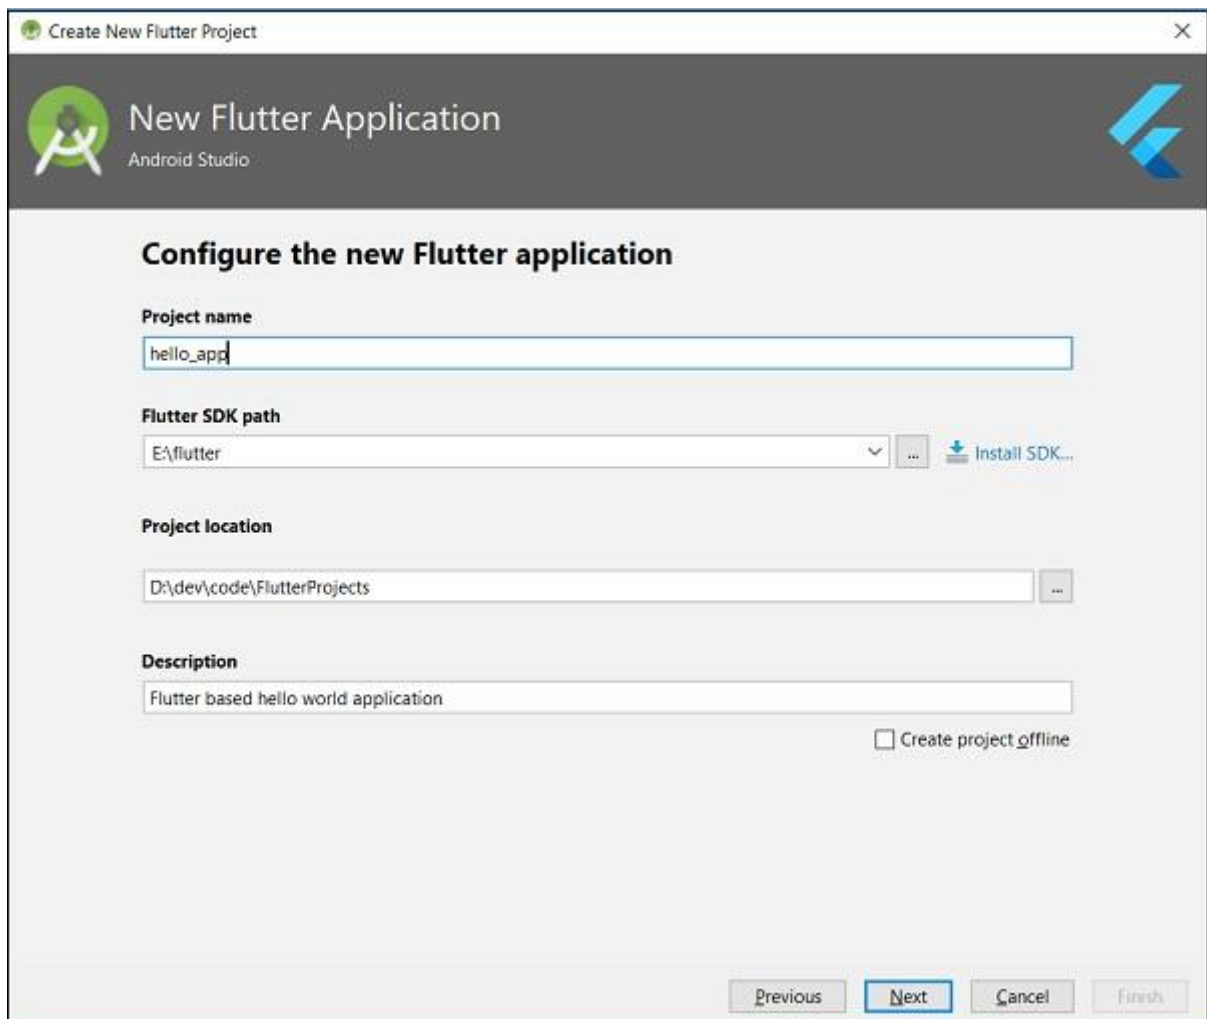 Create New Flutter Project
New Flutter Application
Android Studio
Configure the new Flutter application
Project name
hello_app
Flutter SDK path
E:\flutter
... Install SDK...
Project location
D:\dev\code\FlutterProjects
...
Description
Flutter based hello world application
Create project offline
Previous Next Cancel Finish